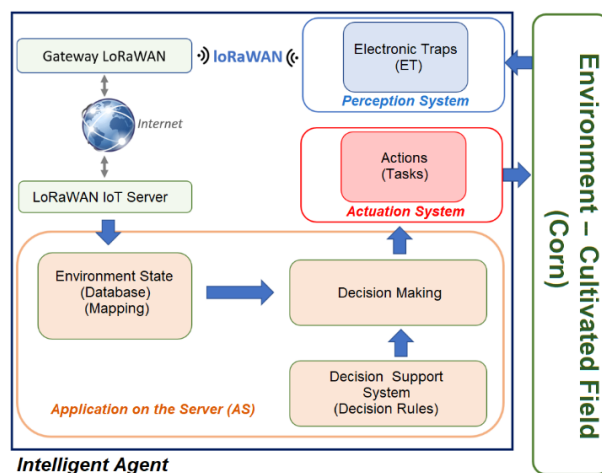 Gateway LoRaWAN
loRaWAN
Electronic Traps
(ET)
Perception System
Internet
LoRaWAN IoT Server
Actions
(Tasks)
Actuation System
Environment State
(Database)
(Mapping)
Decision Making
Decision Support
System
(Decision Rules)
Application on the Server (AS)
Intelligent Agent
Environment – Cultivated Field
(Corn)